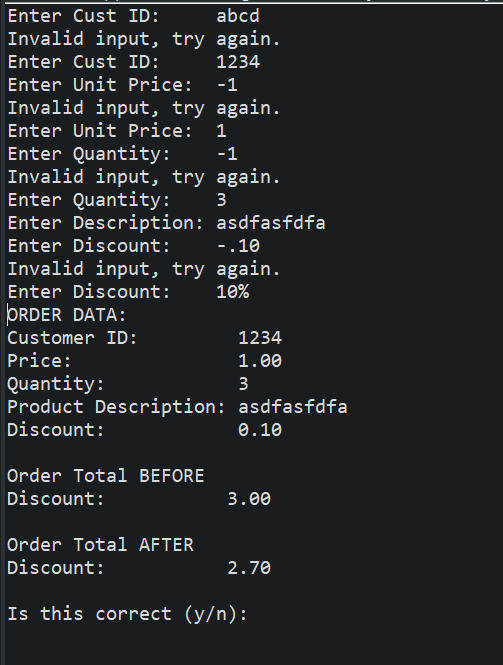 Enter Cust ID:     abcd
Invalid input, try again.
Enter Cust ID:     1234
Enter Unit Price:  -1
Invalid input, try again.
Enter Unit Price:  1
Enter Quantity:    -1
Invalid input, try again.
Enter Quantity:    3
Enter Description: asdfasfdfa
Enter Discount:    -.10
Invalid input, try again.
Enter Discount:    10%
ORDER DATA:
Customer ID:         1234
Price:               1.00
Quantity:            3
Product Description: asdfasfdfa
Discount:            0.10
Order Total BEFORE
Discount:           3.00
Order Total AFTER
Discount:           2.70
Is this correct (y/n):